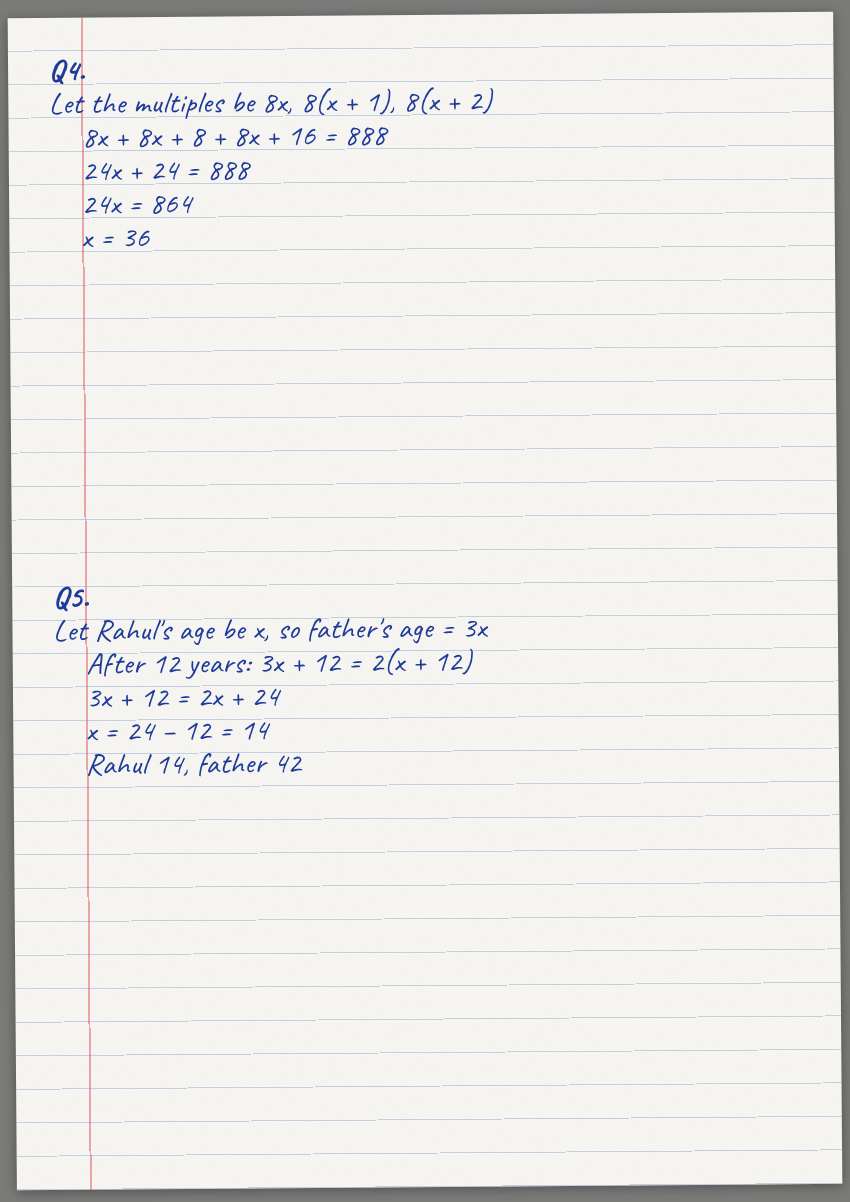 Q4.
Let the multiples be 8x, 8(x + 1), 8(x + 2)
8x + 8x + 8 + 8x + 16 = 888
24x + 24 = 888
24x = 864
x = 36
Q5.
Let Rahul's age be x, so father's age = 3x
After 12 years: 3x + 12 = 2(x + 12)
3x + 12 = 2x + 24
x = 24 – 12 = 14
Rahul 14, father 42